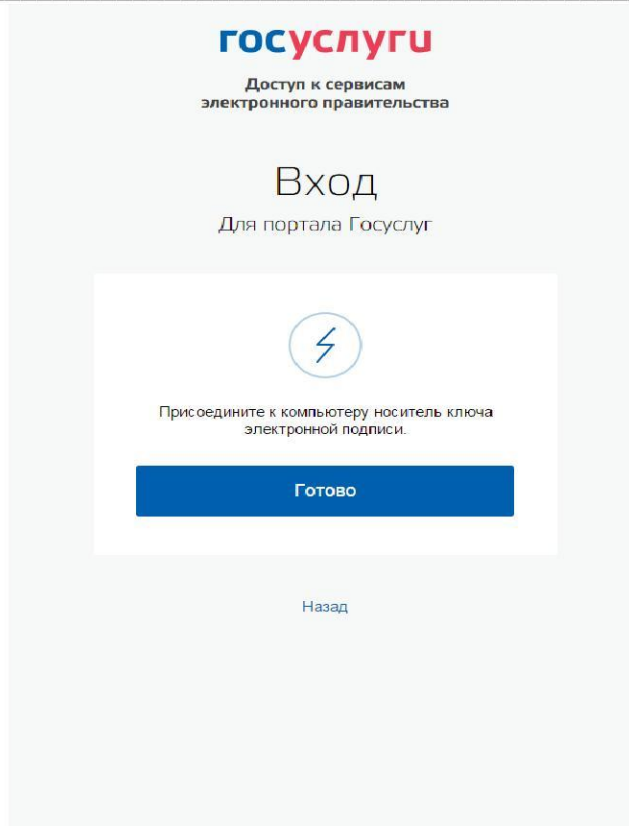 госуслуги
Доступ к сервисам
электронного правительства
Вход
Для портала Госуслуг
Присоедините к компьютеру носитель ключа
электронной подписи.
Готово
Назад